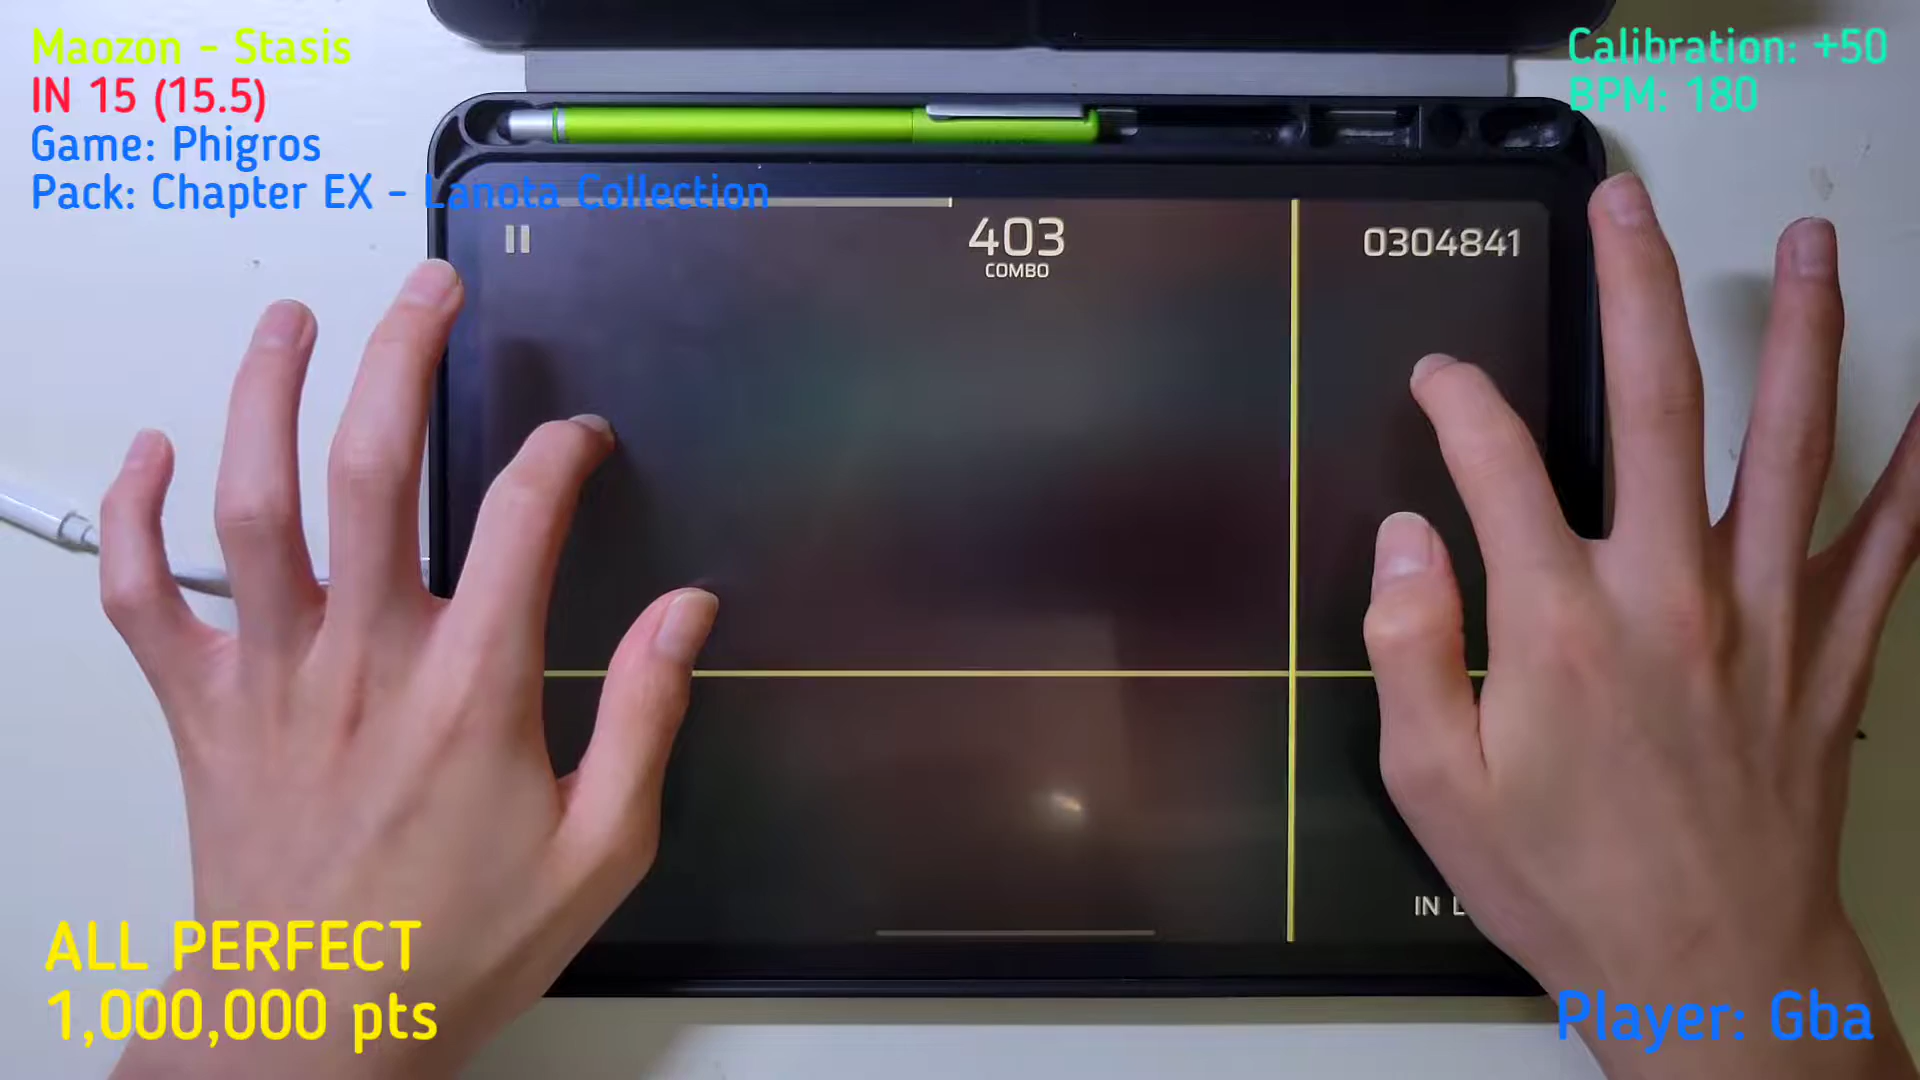 Maozon - Stasis
IN 15 (15.5)
Game: Phigros
Pack: Chapter EX - Lanota Collection
Calibration: +50
BPM: 180
403
COMBO
0304841
IN L
ALL PERFECT
1,000,000 pts
Player: Gba